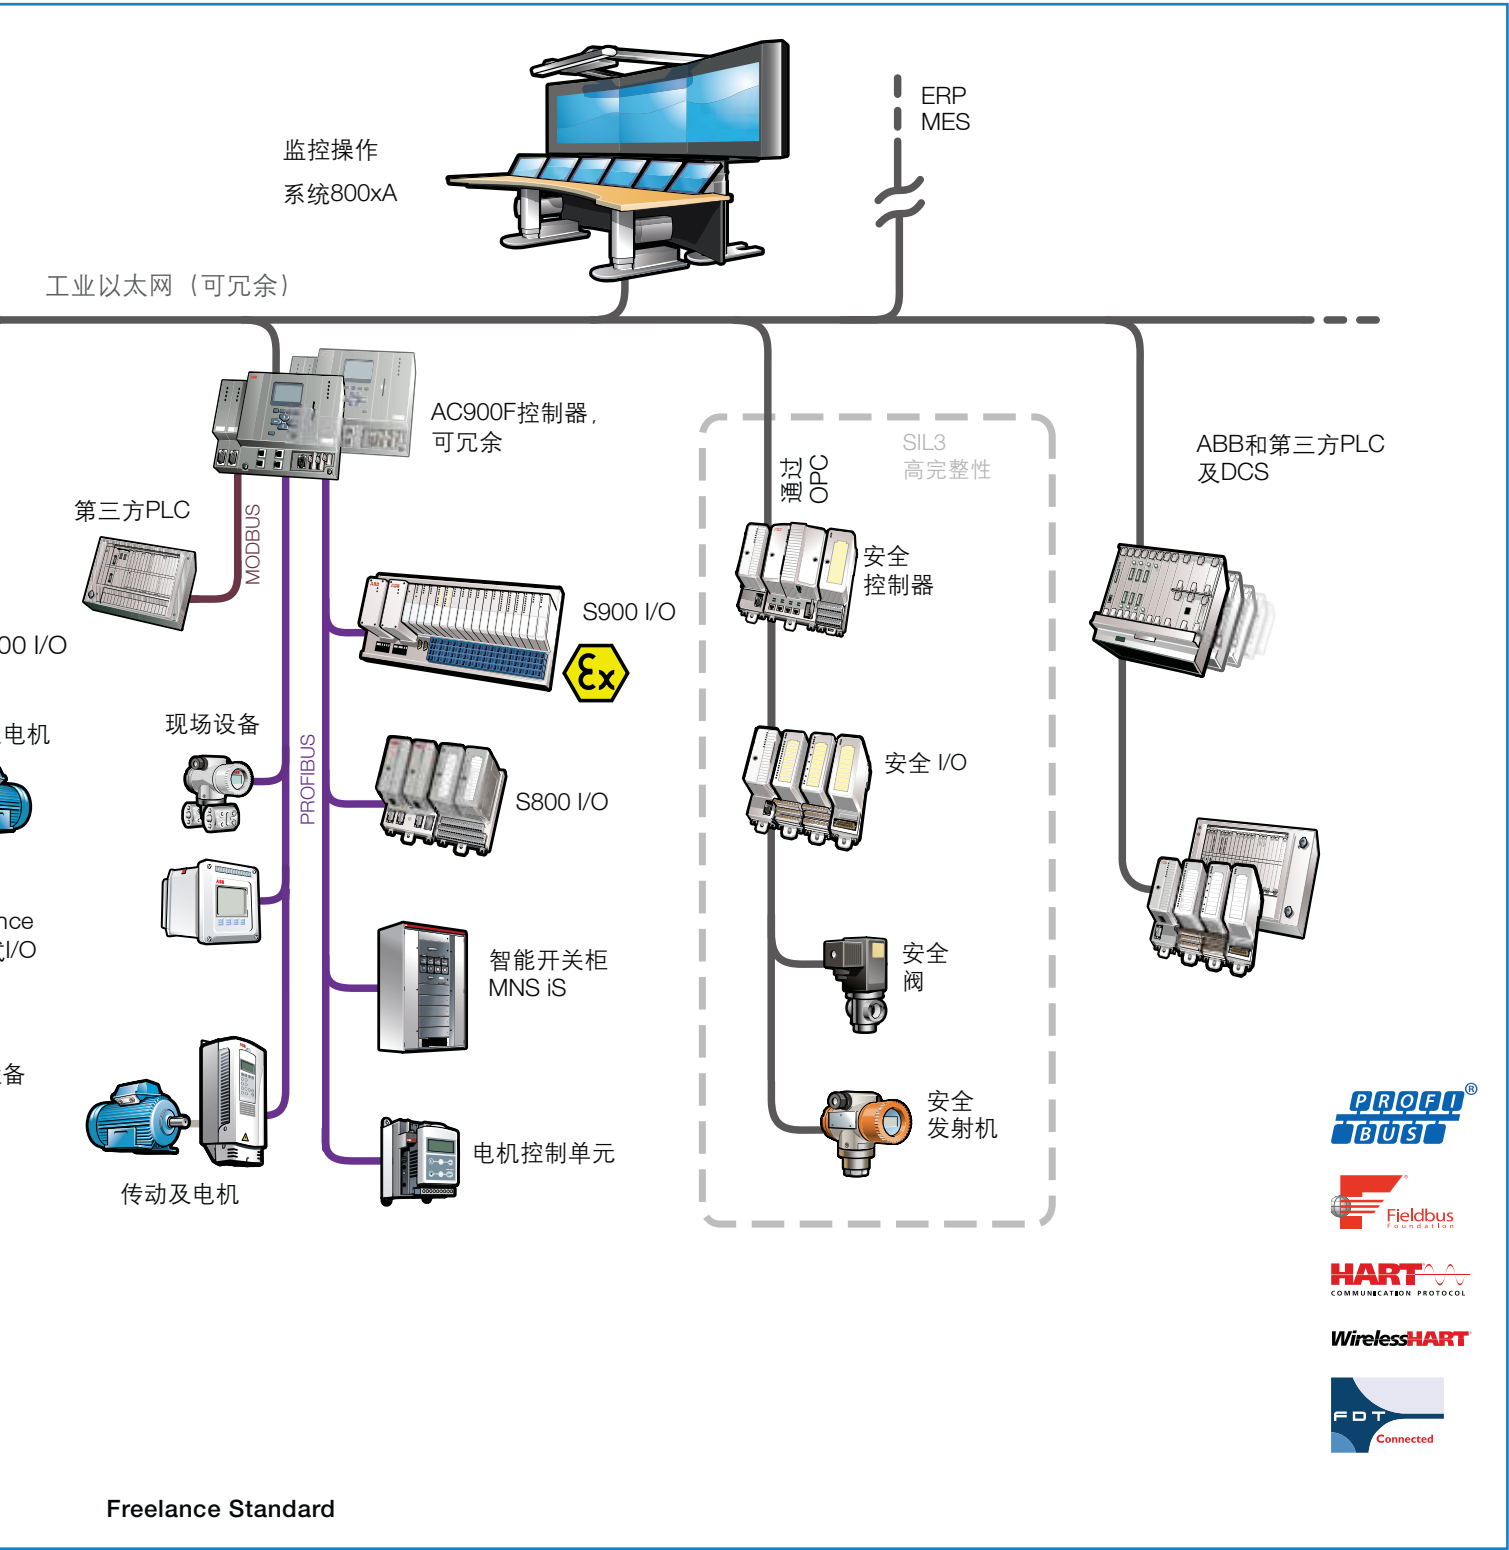 ERP
MES
监控操作
系统800xA
工业以太网（可冗余）
AC900F控制器,
可冗余
SIL3
高完整性
通过
OPC
ABB和第三方PLC
及DCS
第三方PLC
MODBUS
安全
控制器
S900 I/O
Ex
00 I/O
现场设备
电机
PROFIBUS
安全 I/O
S800 I/O
nce
I/O
智能开关柜
MNS iS
安全
阀
备
安全
发射机
电机控制单元
传动及电机
PROFI
BUS
®
Fieldbus
Foundation
HART
COMMUNICATION PROTOCOL
WirelessHART
FDT
Connected
Freelance Standard